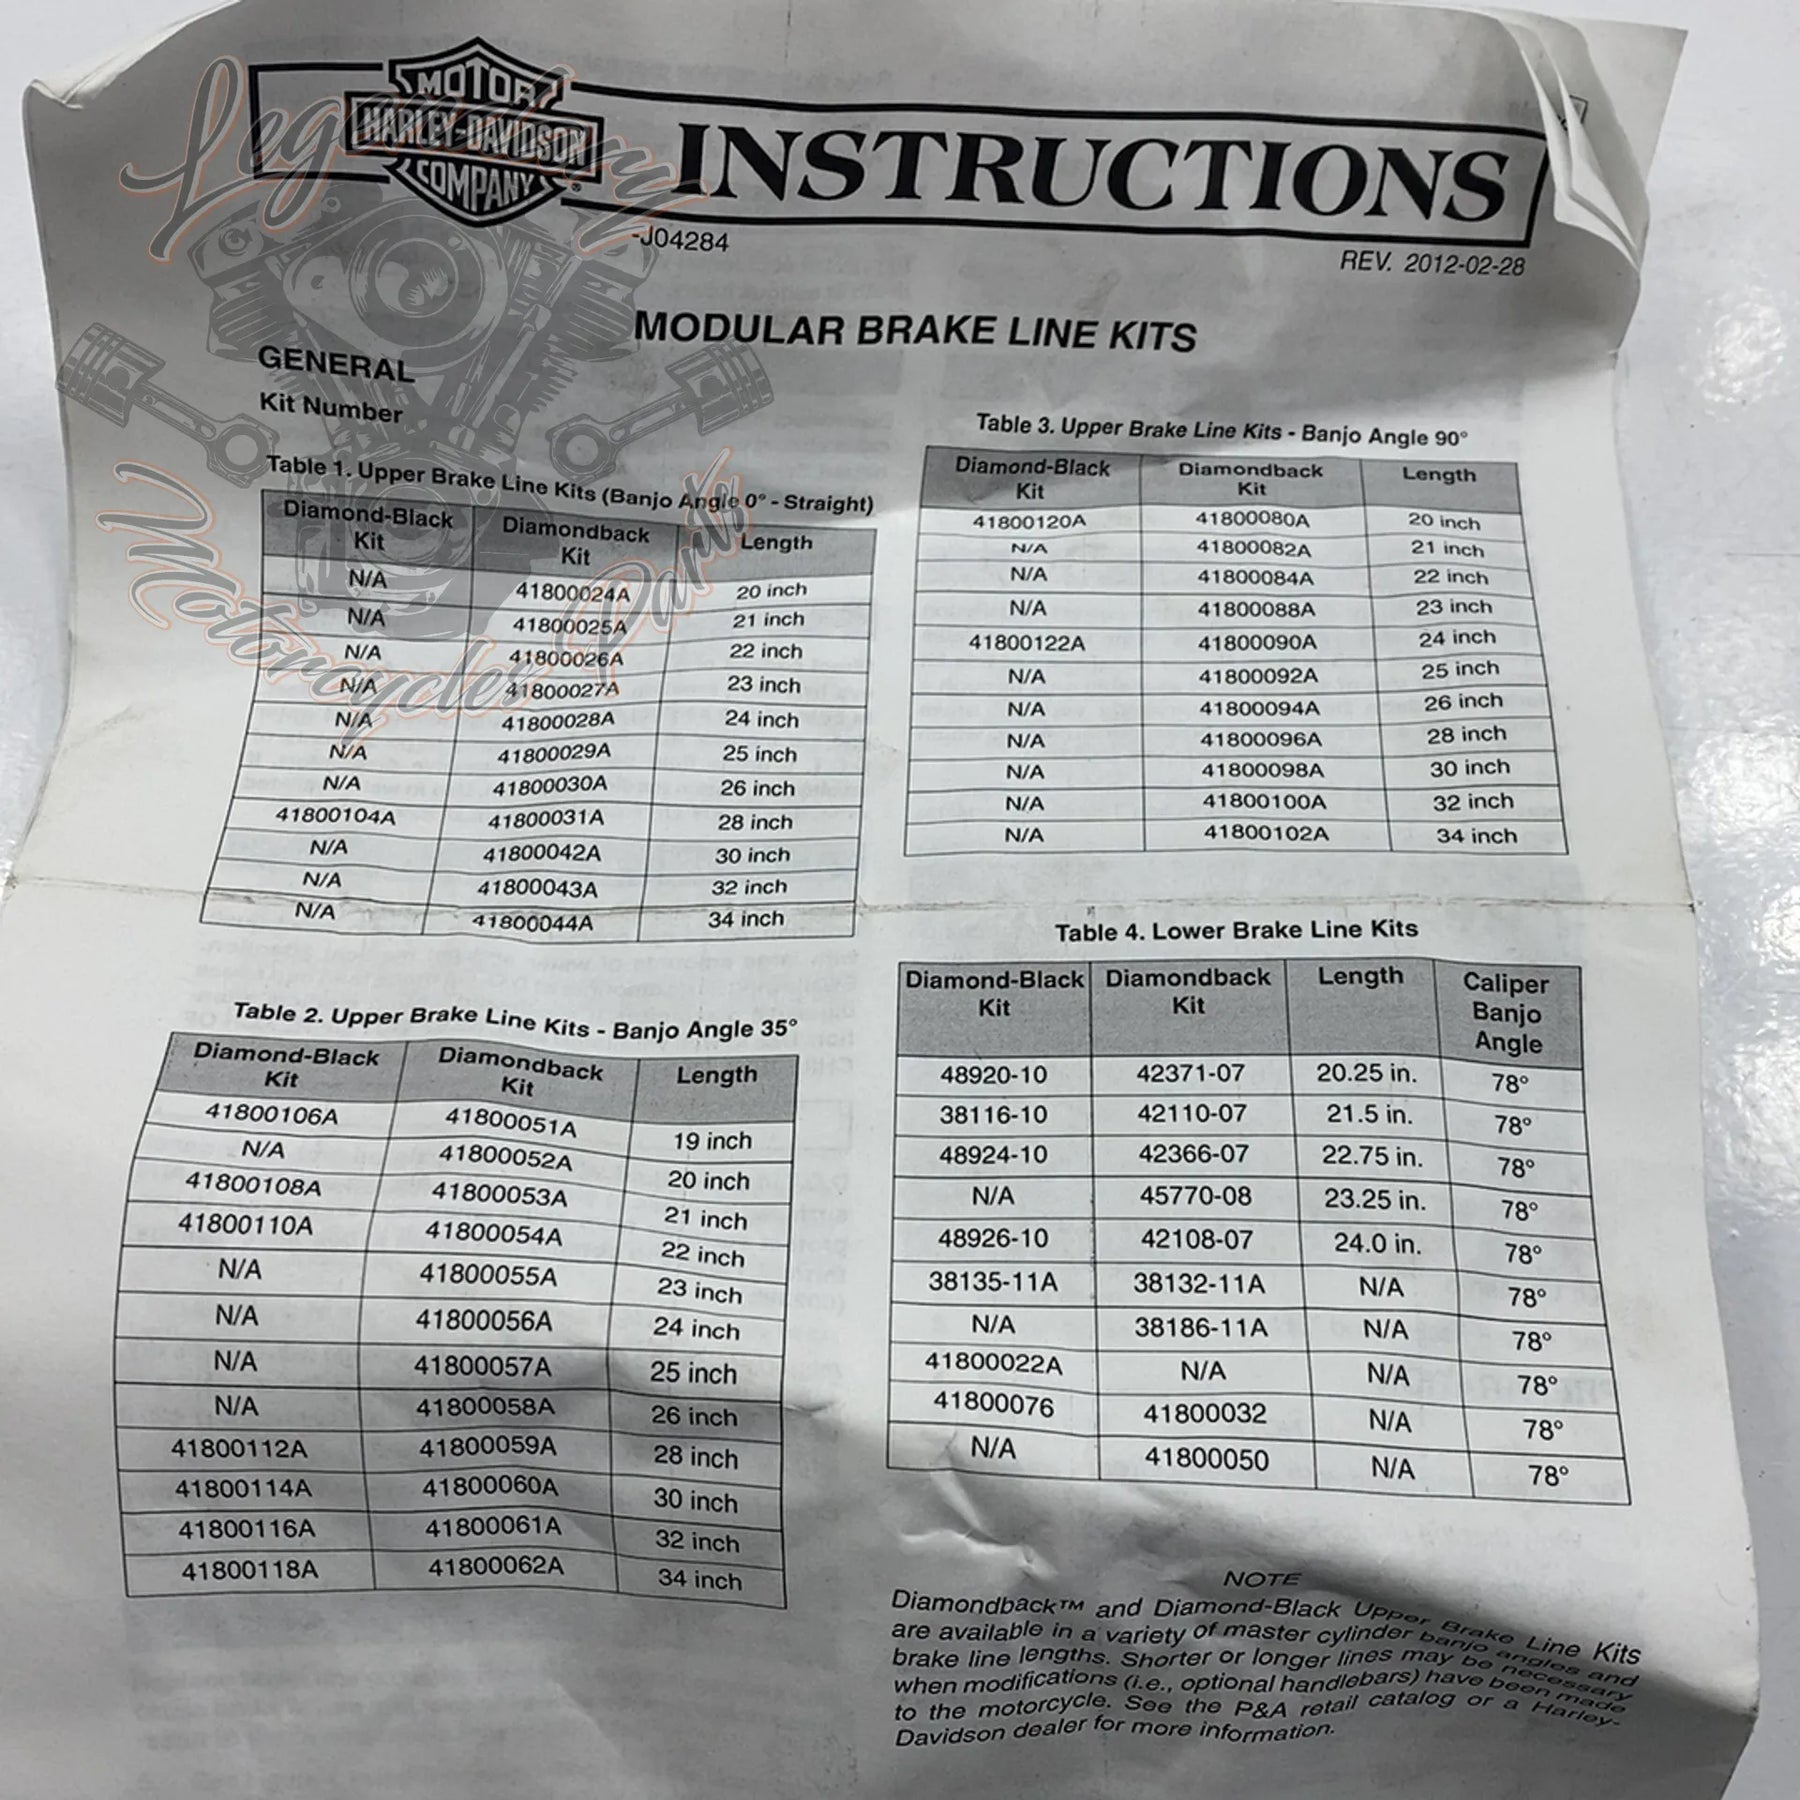 MOTOR
HARLEY-DAVIDSON
COMPANY
INSTRUCTIONS
-J04284
REV. 2012-02-28
Legendary
Motorcycles Parts
MODULAR BRAKE LINE KITS
GENERAL
Kit Number
Table 1. Upper Brake Line Kits (Banjo Angle 0° - Straight)
Diamond-Black Kit Diamondback Kit Length
N/A 41800024A 20 inch
N/A 41800025A 21 inch
N/A 41800026A 22 inch
N/A 41800027A 23 inch
N/A 41800028A 24 inch
N/A 41800029A 25 inch
N/A 41800030A 26 inch
41800104A 41800031A 28 inch
N/A 41800042A 30 inch
N/A 41800043A 32 inch
N/A 41800044A 34 inch
Table 2. Upper Brake Line Kits - Banjo Angle 35°
Diamond-Black Kit Diamondback Kit Length
41800106A 41800051A 19 inch
N/A 41800052A 20 inch
41800108A 41800053A 21 inch
41800110A 41800054A 22 inch
N/A 41800055A 23 inch
N/A 41800056A 24 inch
N/A 41800057A 25 inch
N/A 41800058A 26 inch
41800112A 41800059A 28 inch
41800114A 41800060A 30 inch
41800116A 41800061A 32 inch
41800118A 41800062A 34 inch
Table 3. Upper Brake Line Kits - Banjo Angle 90°
Diamond-Black Kit Diamondback Kit Length
41800120A 41800080A 20 inch
N/A 41800082A 21 inch
N/A 41800084A 22 inch
N/A 41800088A 23 inch
41800122A 41800090A 24 inch
N/A 41800092A 25 inch
N/A 41800094A 26 inch
N/A 41800096A 28 inch
N/A 41800098A 30 inch
N/A 41800100A 32 inch
N/A 41800102A 34 inch
Table 4. Lower Brake Line Kits
Diamond-Black Kit Diamondback Kit Length Caliper Banjo Angle
48920-10 42371-07 20.25 in. 78°
38116-10 42110-07 21.5 in. 78°
48924-10 42366-07 22.75 in. 78°
N/A 45770-08 23.25 in. 78°
48926-10 42108-07 24.0 in. 78°
38135-11A 38132-11A N/A 78°
N/A 38186-11A N/A 78°
41800022A N/A N/A 78°
41800076 41800032 N/A 78°
N/A 41800050 N/A 78°
NOTE
Diamondback™ and Diamond-Black Upper Brake Line Kits
are available in a variety of master cylinder banjo angles and
brake line lengths. Shorter or longer lines may be necessary
when modifications (i.e., optional handlebars) have been made
to the motorcycle. See the P&A retail catalog or a Harley-
Davidson dealer for more information.